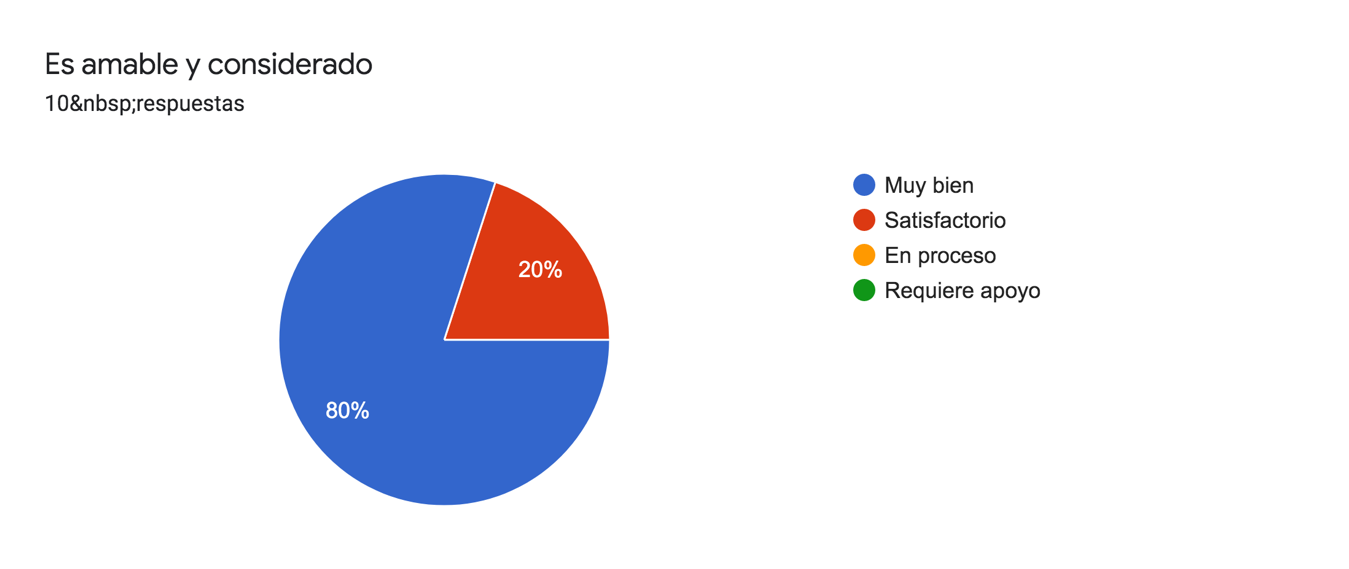 Es amable y considerado
10&nbsp;respuestas
20%
80%
Muy bien
Satisfactorio
En proceso
Requiere apoyo